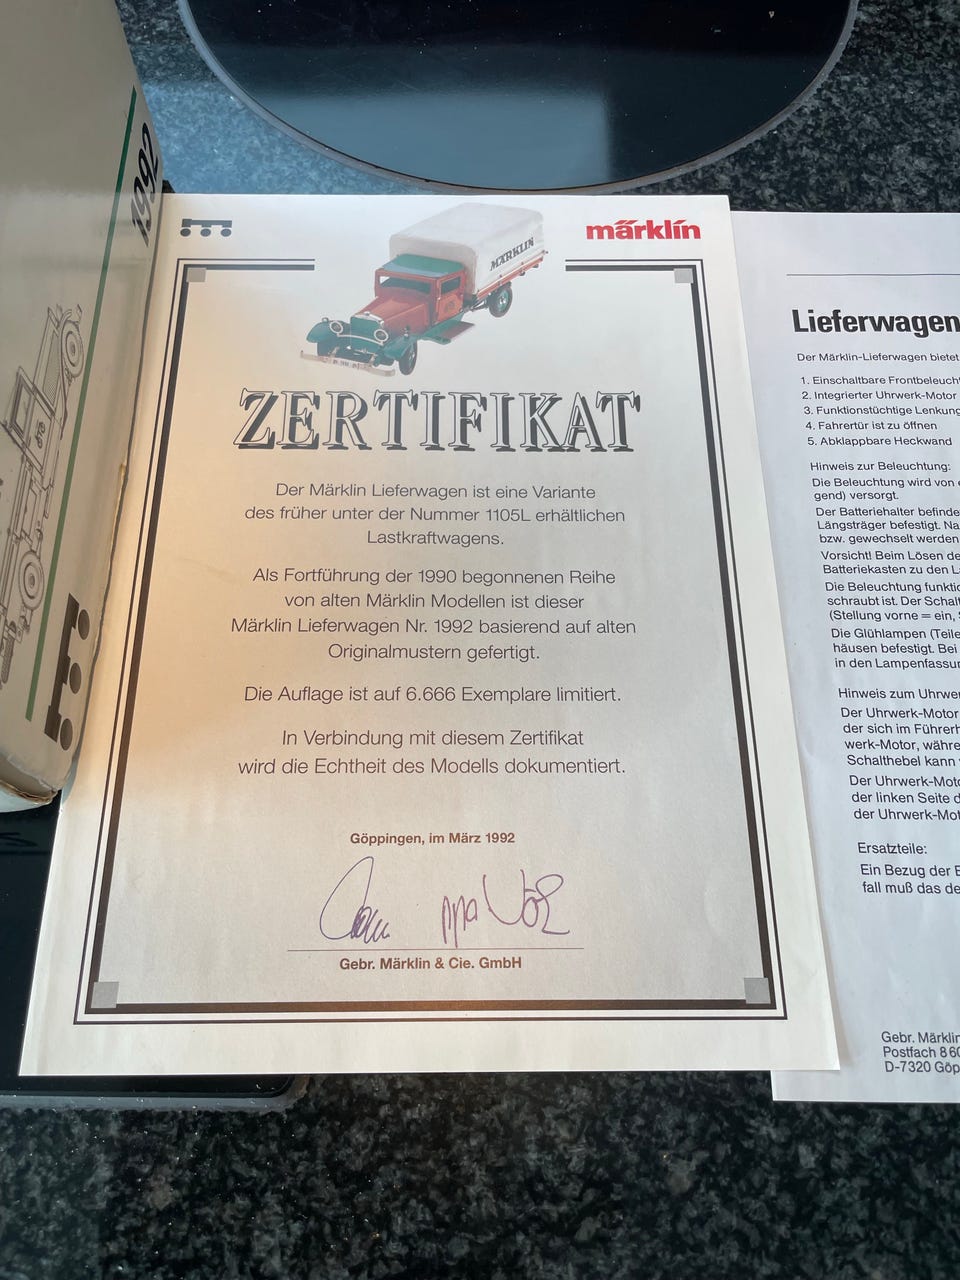 1992
märklin
MÄRKLIN
ZERTIFIKAT
Der Märklin Lieferwagen ist eine Variante
des früher unter der Nummer 1105L erhältlichen
Lastkraftwagens.
Als Fortführung der 1990 begonnenen Reihe
von alten Märklin Modellen ist dieser
Märklin Lieferwagen Nr. 1992 basierend auf alten
Originalmustern gefertigt.
Die Auflage ist auf 6.666 Exemplare limitiert.
In Verbindung mit diesem Zertifikat
wird die Echtheit des Modells dokumentiert.
Göppingen, im März 1992
Gebr. Märklin & Cie. GmbH
Lieferwagen
Der Märklin-Lieferwagen bietet
1. Einschaltbare Frontbeleucht
2. Integrierter Uhrwerk-Motor
3. Funktionstüchtige Lenkung
4. Fahrertür ist zu öffnen
5. Abklappbare Heckwand
Hinweis zur Beleuchtung:
Die Beleuchtung wird von
gend) versorgt.
Der Batteriehalter befinde
Längsträger befestigt. Na
bzw. gewechselt werden
Vorsicht! Beim Lösen de
Batteriekasten zu den L
Die Beleuchtung funktio
schraubt ist. Der Schalt
(Stellung vorne = ein,
Die Glühlampen (Teile
häusen befestigt. Bei
in den Lampenfassun
Hinweis zum Uhrwe
Der Uhrwerk-Motor
der sich im Führerh
werk-Motor, währe
Schalthebel kann
Der Uhrwerk-Moto
der linken Seite d
der Uhrwerk-Mot
Ersatzteile:
Ein Bezug der E
fall muß das de
Gebr. Märklin
Postfach 8 60
D-7320 Göp